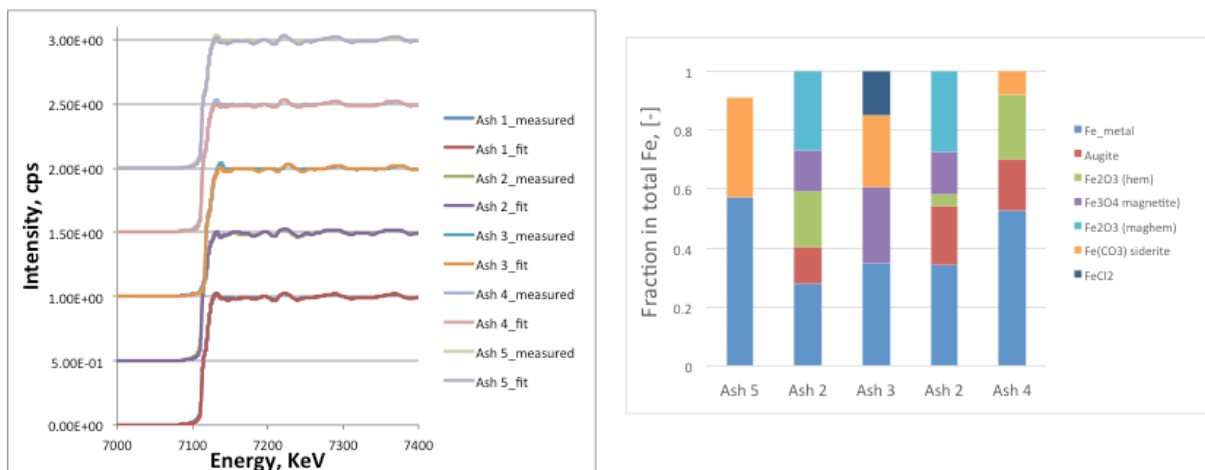 3.00E+00
2.50E+00
2.00E+00
1.50E+00
1.00E+00
5.00E-01
0.00E+00
Intensity, cps
7000 7100 7200 7300 7400
Energy, KeV
Ash 1_measured
Ash 1_fit
Ash 2_measured
Ash 2_fit
Ash 3_measured
Ash 3_fit
Ash 4_measured
Ash 4_fit
Ash 5_measured
Ash 5_fit
1
0.8
0.6
0.4
0.2
0
Fraction in total Fe, [-]
Ash 5 Ash 2 Ash 3 Ash 2 Ash 4
Fe_metal
Augite
Fe2O3 (hem)
Fe3O4 magnetite)
Fe2O3 (maghem)
Fe(CO3) siderite
FeCl2